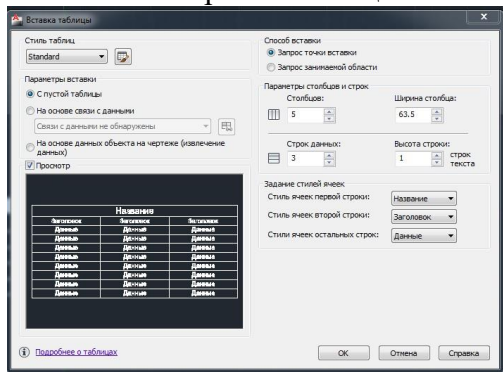 Вставка таблицы
Стиль таблиц
Standard
Параметры вставки
С пустой таблицы
На основе связи с данными
Связи с данными не обнаружены
На основе данных объекта на чертеже (извлечение данных)
Просмотр
Название
Заголовок Заголовок Заголовок
Данные Данные Данные
Данные Данные Данные
Данные Данные Данные
Данные Данные Данные
Данные Данные Данные
Данные Данные Данные
Данные Данные Данные
Данные Данные Данные
Подробнее о таблицах
Способ вставки
Запрос точки вставки
Запрос занимаемой области
Параметры столбцов и строк
Столбцов: Ширина столбца:
5 63.5
Строк данных: Высота строки:
3 1 строк текста
Задание стилей ячеек
Стиль ячеек первой строки: Название
Стиль ячеек второй строки: Заголовок
Стили ячеек остальных строк: Данные
OK Отмена Справка